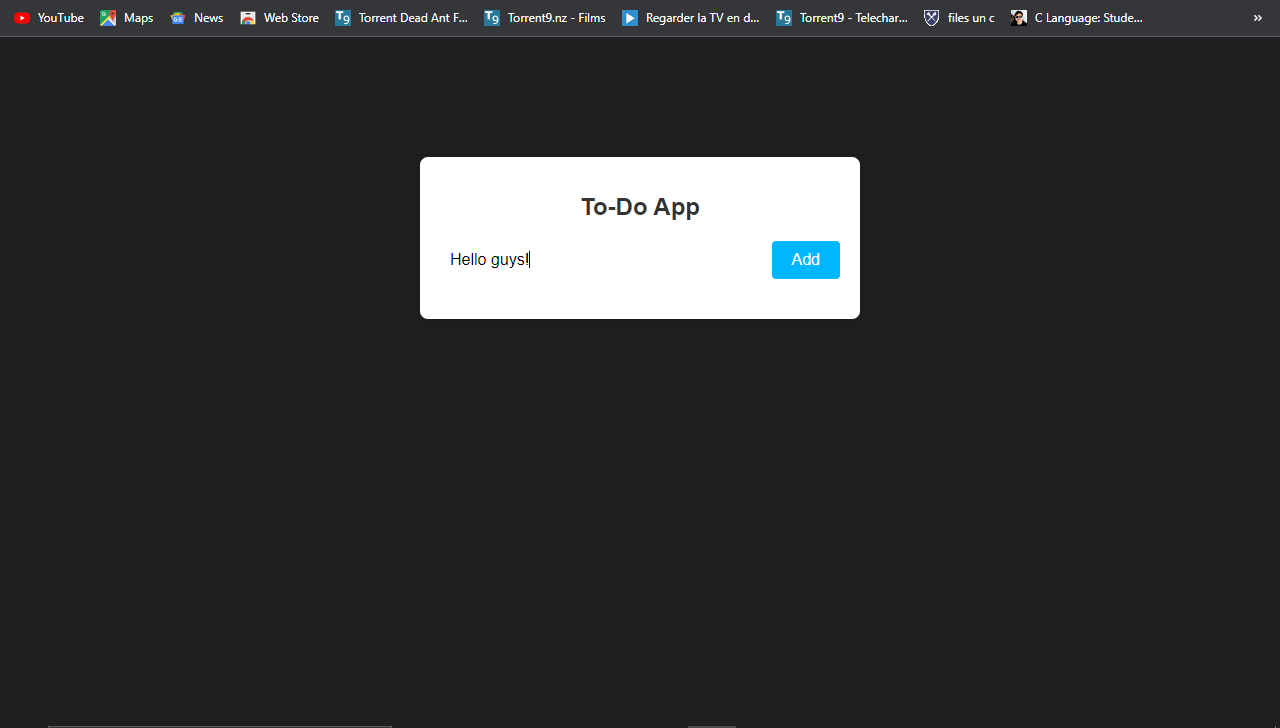 YouTube Maps News Web Store Torrent Dead Ant F... Torrent9.nz - Films Regarder la TV en d... Torrent9 - Telechar... files un c C Language: Stude... »
To-Do App
Hello guys! Add